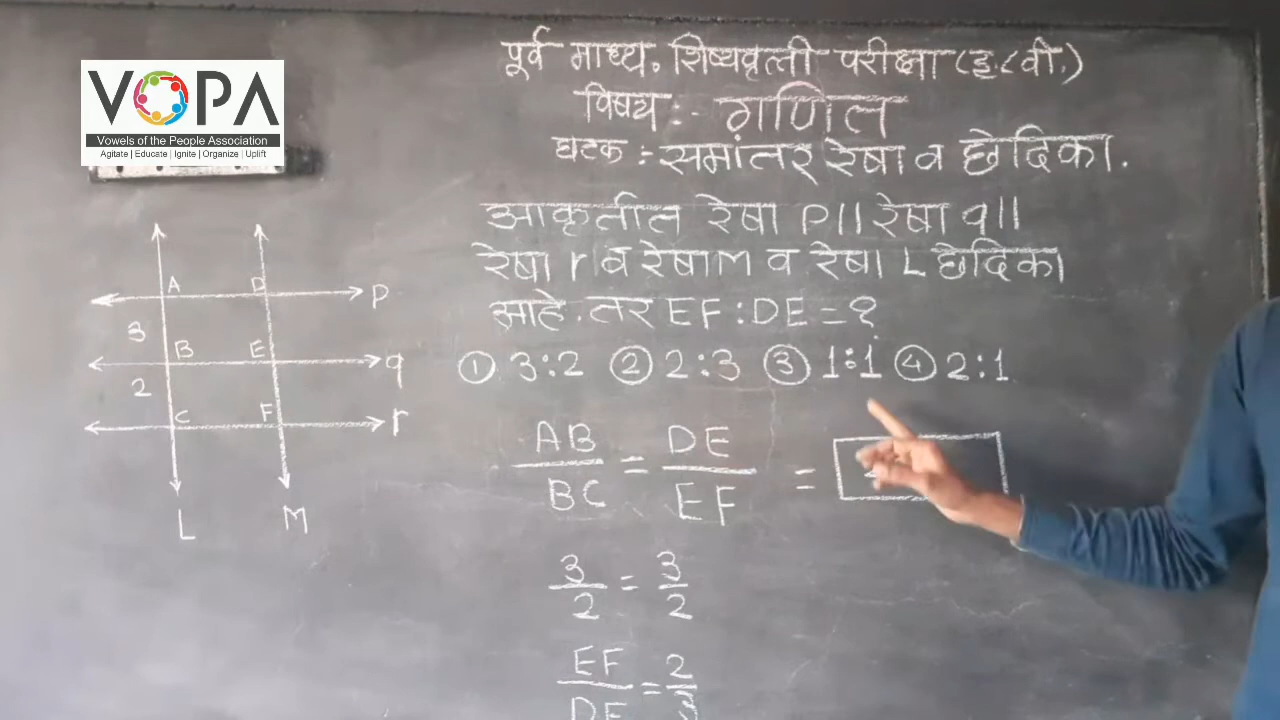 VOPA
Vowels of the People Association
Agitate | Educate | Ignite | Organize | Uplift
पूर्व माध्य. शिष्यवृत्ती परीक्षा (इ.८वी.)
विषय :- गणित
घटक :- समांतर रेषा व छेदिका.
आकृतीत रेषा P || रेषा q ||
रेषा r व रेषा M व रेषा L छेदिका
आहे. तर EF : DE = ?
① 3:2 ② 2:3 ③ 1:1 ④ 2:1
A D P
3
B E q
2
C F r
L M
AB/BC = DE/EF =
3/2 = 3/2
EF/DE = 2/3